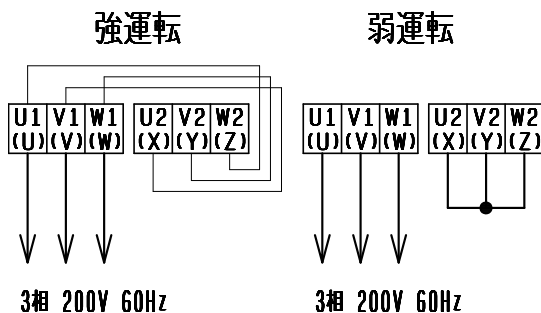 強運転 弱運転
U1 V1 W1 U2 V2 W2 U1 V1 W1 U2 V2 W2
(U) (V) (W) (X) (Y) (Z) (U) (V) (W) (X) (Y) (Z)
3相 200V 60Hz 3相 200V 60Hz